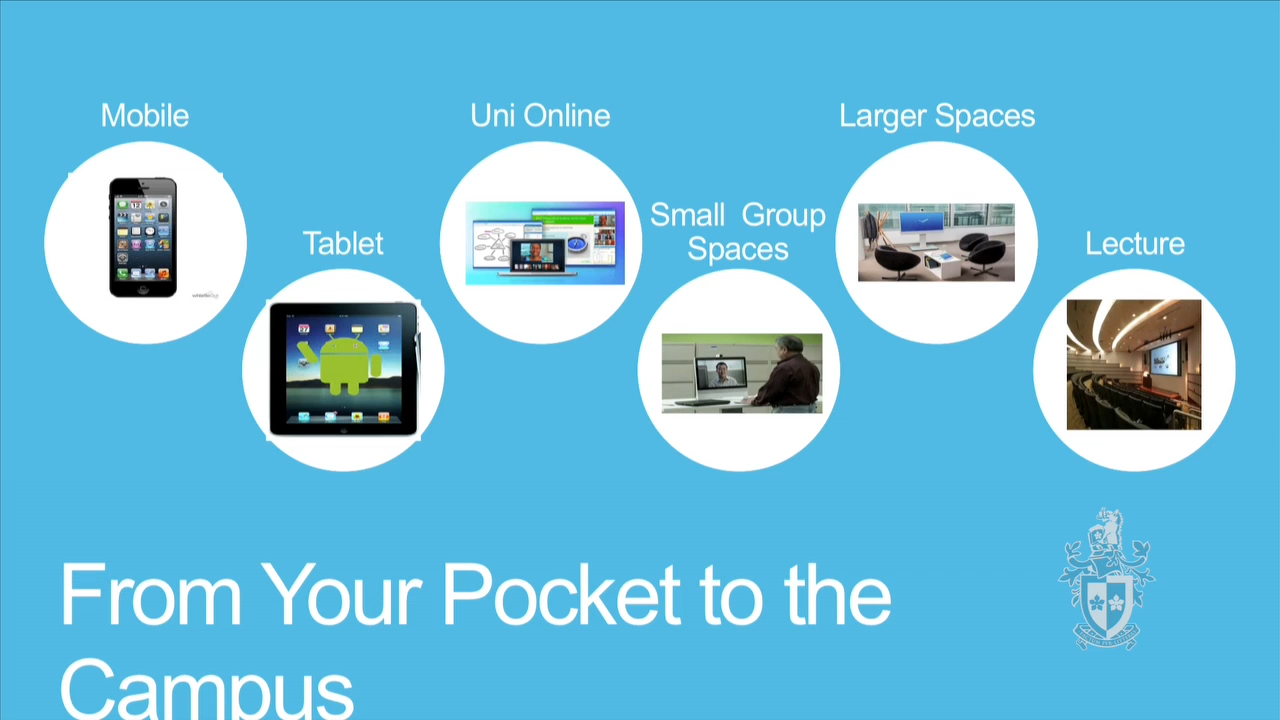 Mobile
Uni Online
Larger Spaces
Tablet
Small Group
Spaces
Lecture
From Your Pocket to the
Campus